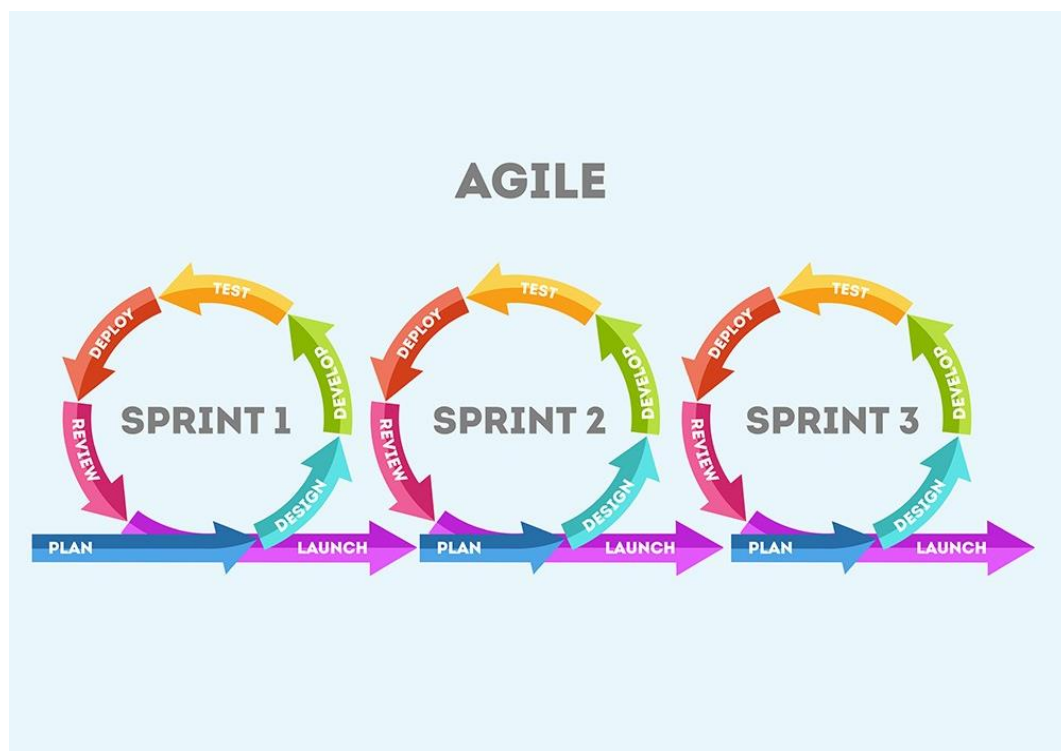 AGILE
SPRINT 1
PLAN
DESIGN
DEVELOP
TEST
DEPLOY
REVIEW
LAUNCH
SPRINT 2
PLAN
DESIGN
DEVELOP
TEST
DEPLOY
REVIEW
LAUNCH
SPRINT 3
PLAN
DESIGN
DEVELOP
TEST
DEPLOY
REVIEW
LAUNCH